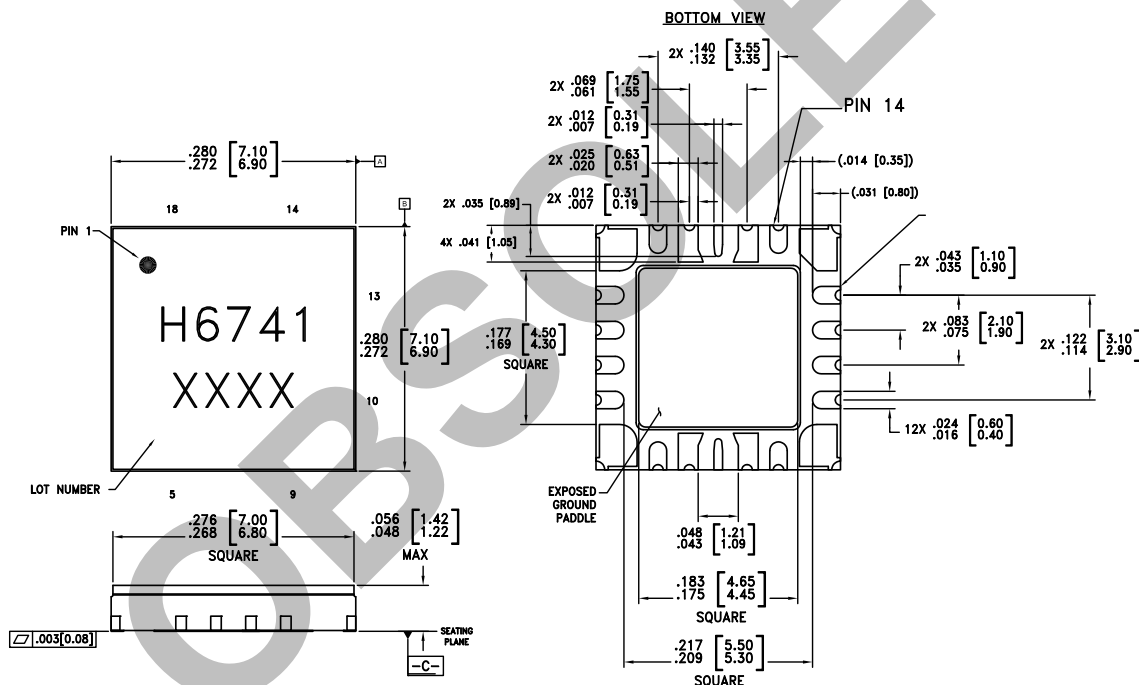 BOTTOM VIEW
2X .140 [3.55]
.132 [3.35]
2X .069 [1.75]
.061 [1.55]
PIN 14
2X .012 [0.31]
.007 [0.19]
.280 [7.10]
.272 [6.90]
A
2X .025 [0.63]
.020 [0.51]
(.014 [0.35])
2X .012 [0.31]
.007 [0.19]
(.031 [0.80])
2X .035 [0.89]
B
18
14
PIN 1
4X .041 [1.05]
2X .043 [1.10]
.035 [0.90]
13
H6741
.280 [7.10]
.272 [6.90]
.177 [4.50]
.169 [4.30]
SQUARE
2X .083 [2.10]
.075 [1.90]
2X .122 [3.10]
.114 [2.90]
XXXX
10
12X .024 [0.60]
.016 [0.40]
LOT NUMBER
5
9
EXPOSED
GROUND
PADDLE
.276 [7.00]
.268 [6.80]
SQUARE
.056 [1.42]
.048 [1.22]
MAX
.048 [1.21]
.043 [1.09]
.183 [4.65]
.175 [4.45]
SQUARE
.003[0.08]
SEATING
PLANE
-C-
.217 [5.50]
.209 [5.30]
SQUARE
OBSOLE